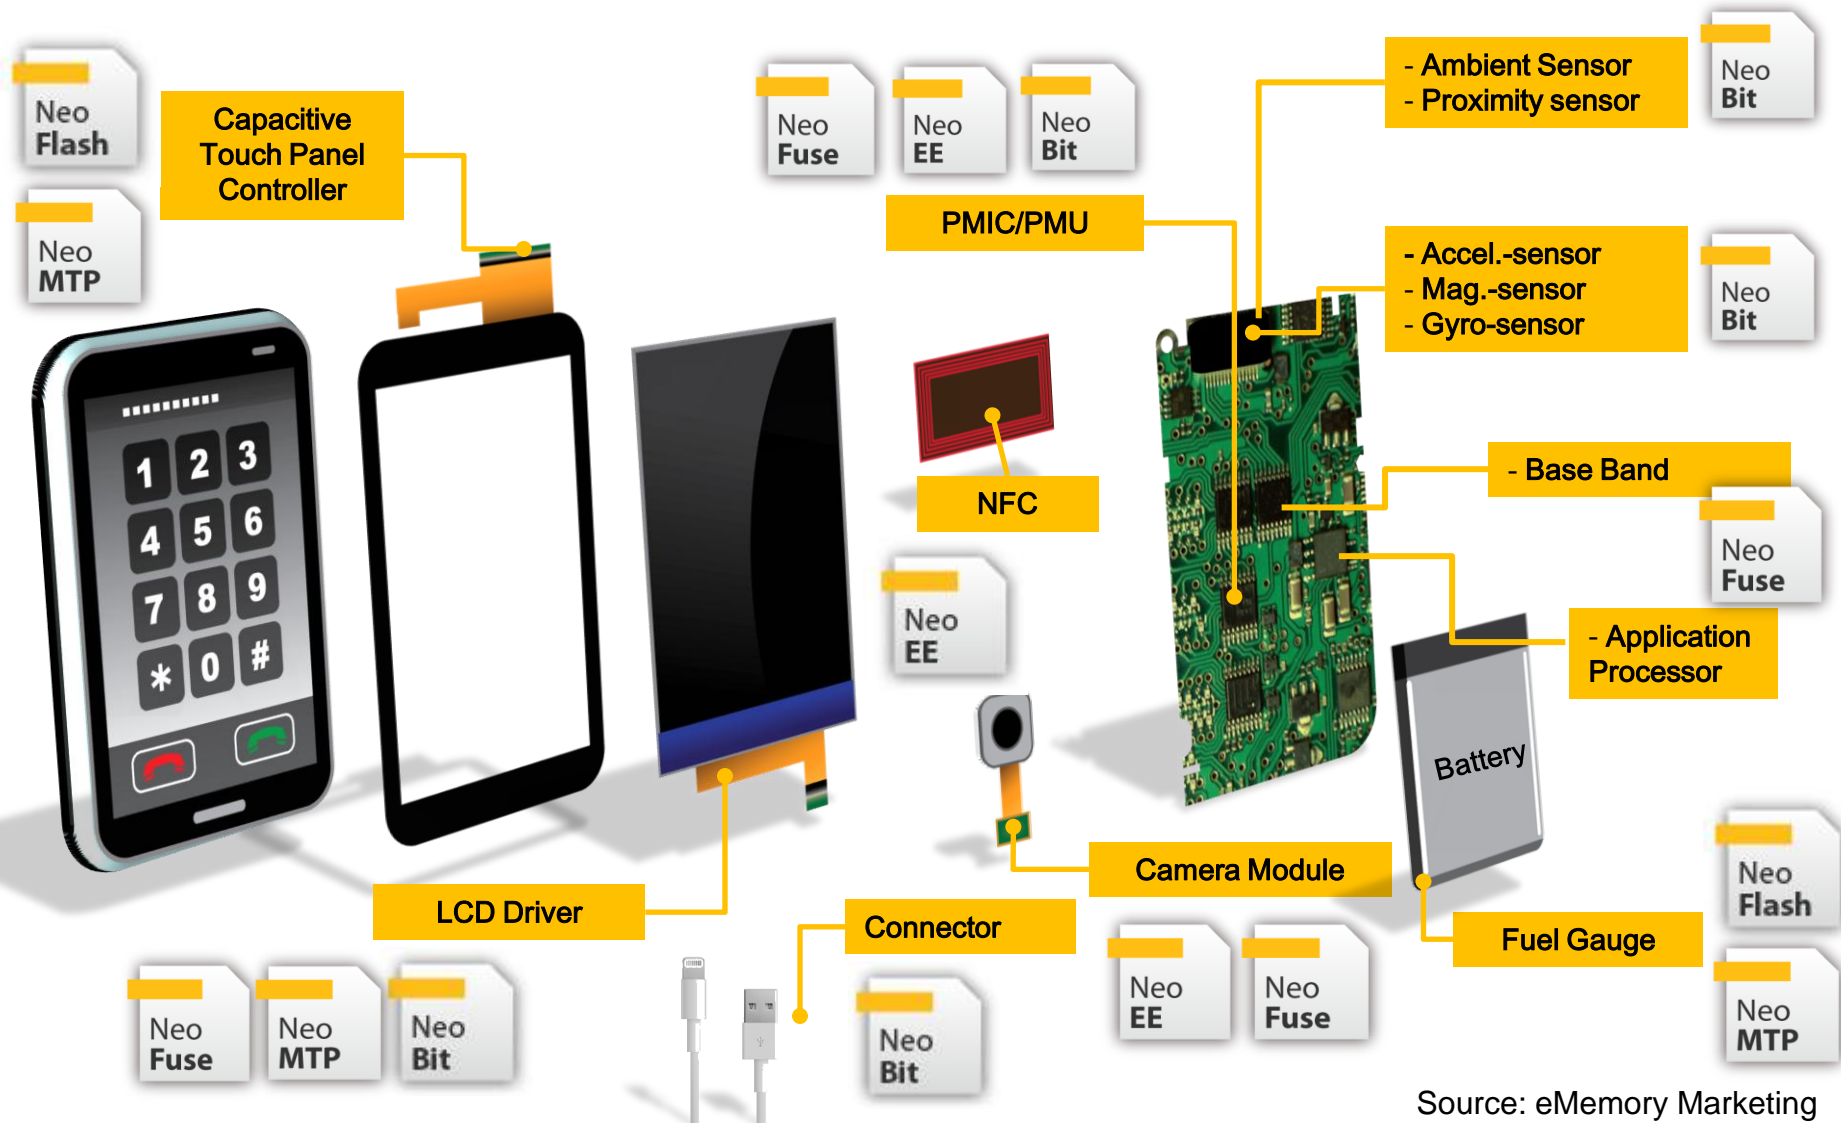 Neo
Flash
Capacitive
Touch Panel
Controller
Neo
MTP
Neo
Fuse
Neo
EE
Neo
Bit
PMIC/PMU
- Ambient Sensor
- Proximity sensor
Neo
Bit
- Accel.-sensor
- Mag.-sensor
- Gyro-sensor
Neo
Bit
1 2 3
4 5 6
7 8 9
* 0 #
NFC
Neo
EE
- Base Band
Neo
Fuse
- Application
Processor
Battery
Camera Module
Neo
EE
Neo
Fuse
Fuel Gauge
Neo
Flash
Neo
MTP
LCD Driver
Neo
Fuse
Neo
MTP
Neo
Bit
Connector
Neo
Bit
Source: eMemory Marketing